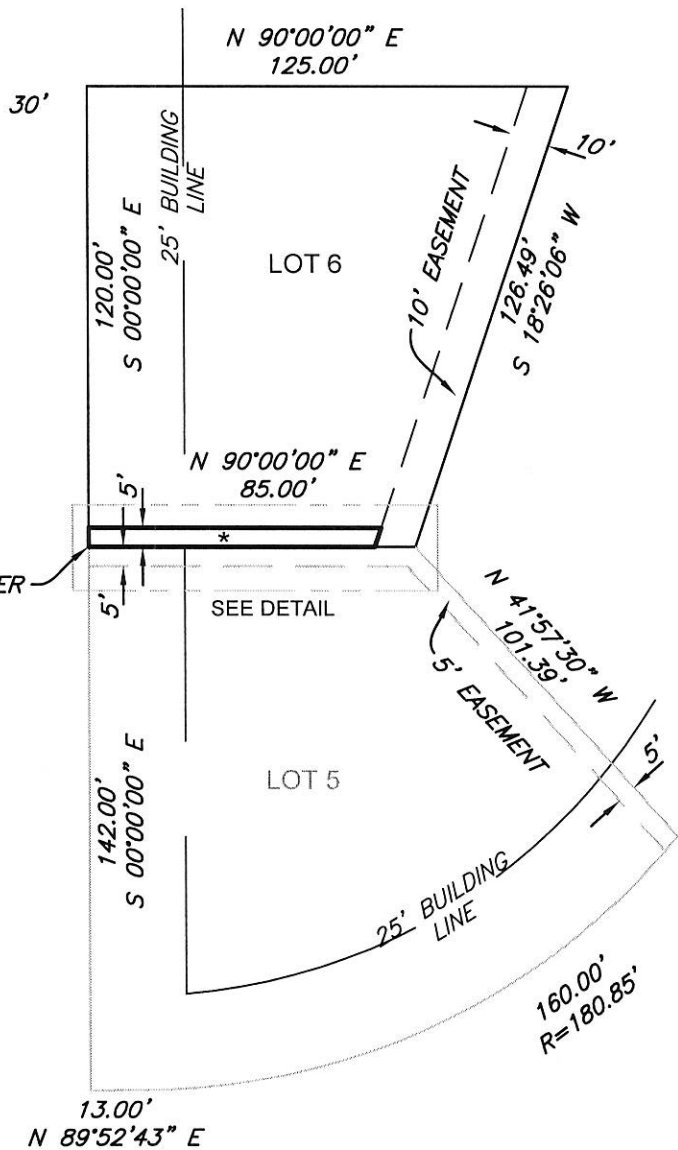 N 90°00'00" E
125.00'
30'
10'
25' BUILDING
LINE
120.00'
S 00°00'00" E
LOT 6
10' EASEMENT
126.49'
S 18°26'06" W
N 90°00'00" E
85.00'
5'
*
ER
5'
SEE DETAIL
N 41°57'30" W
101.39'
5' EASEMENT
5'
142.00'
S 00°00'00" E
LOT 5
25' BUILDING
LINE
160.00'
R=180.85'
13.00'
N 89°52'43" E